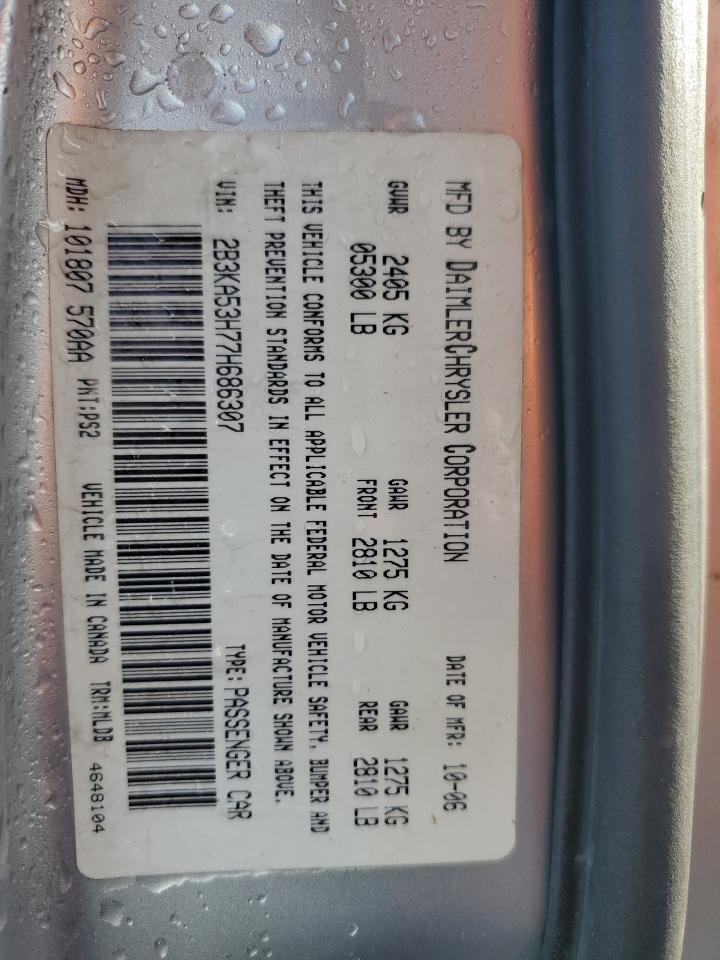 MFD BY DAIMLERCHRYSLER CORPORATION DATE OF MFR: 10-06
GVWR 2405 KG GAWR 1275 KG GAWR 1275 KG
05300 LB FRONT 2810 LB REAR 2810 LB
THIS VEHICLE CONFORMS TO ALL APPLICABLE FEDERAL MOTOR VEHICLE SAFETY, BUMPER AND
THEFT PREVENTION STANDARDS IN EFFECT ON THE DATE OF MANUFACTURE SHOWN ABOVE.
VIN: 2B3KA53H77H686307 TYPE: PASSENGER CAR
MDH: 101807 570AA PNT:PS2 VEHICLE MADE IN CANADA TRM:MLDB 4648104